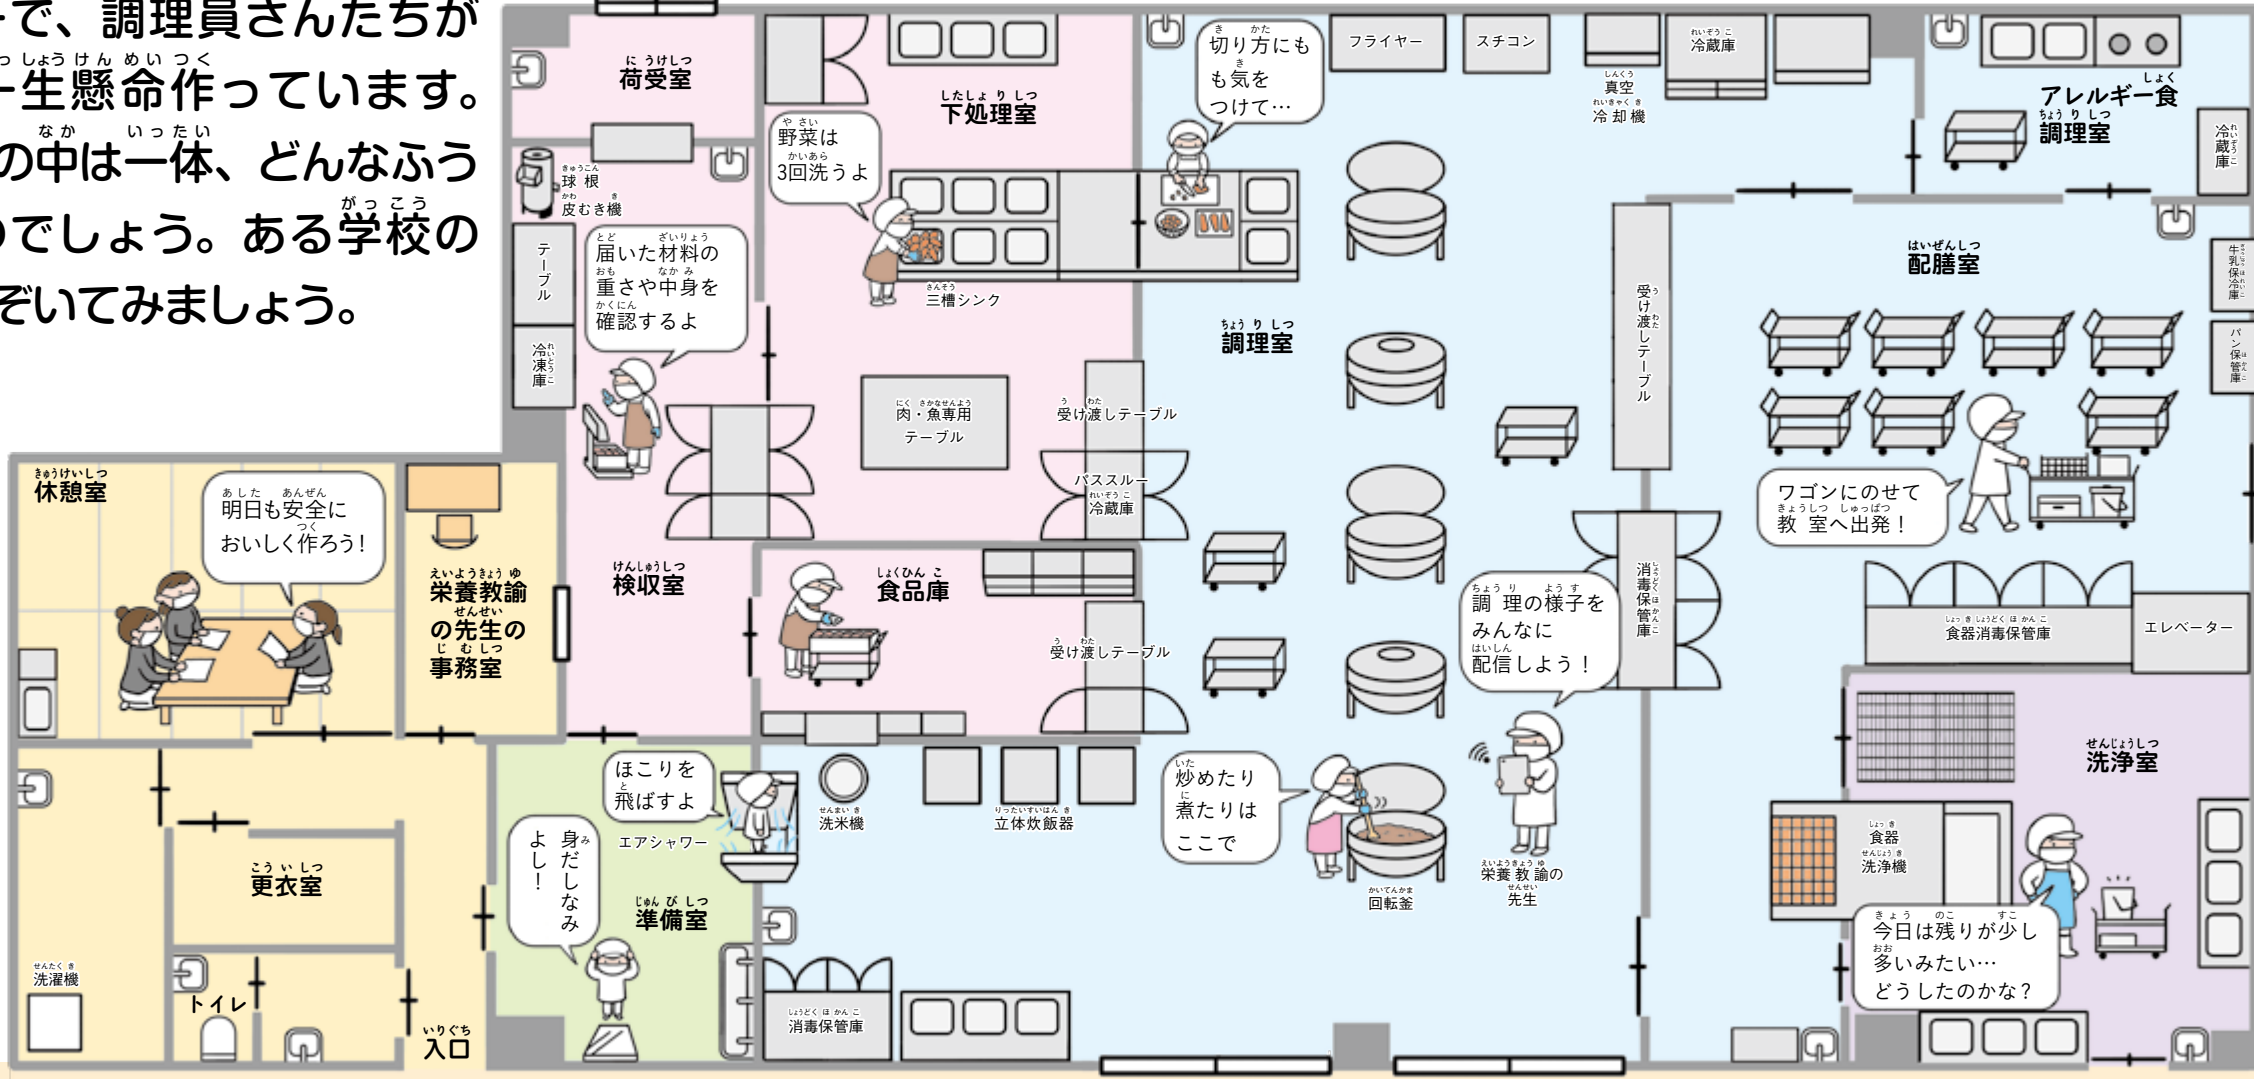 で、調理員さんたちが
一生懸命作っています。
の中は一体、どんなふう
のでしょう。ある学校の
ぞいてみましょう。
荷受室
下処理室
切り方にも
も気を
つけて…
フライヤー
スチコン
真空
冷却機
冷蔵庫
アレルギー食
調理室
冷蔵庫
球根
皮むき機
野菜は
3回洗うよ
テーブル
冷凍庫
届いた材料の
重さや中身を
確認するよ
三槽シンク
調理室
受け渡しテーブル
配膳室
牛乳保冷庫
パン保管庫
肉・魚専用
テーブル
受け渡しテーブル
パススルー
冷蔵庫
ワゴンにのせて
教室へ出発!
休憩室
明日も安全に
おいしく作ろう!
栄養教諭
の先生の
事務室
検収室
食品庫
受け渡しテーブル
調理の様子を
みんなに
配信しよう!
消毒保管庫
食器消毒保管庫
エレベーター
洗浄室
ほこりを
飛ばすよ
エアシャワー
洗米機
立体炊飯器
炒めたり
煮たりは
ここで
回転釜
栄養教諭の
先生
食器
洗浄機
今日は残りが少し
多いみたい…
どうしたのかな?
更衣室
身だしなみ
よし!
準備室
洗濯機
トイレ
入口
消毒保管庫